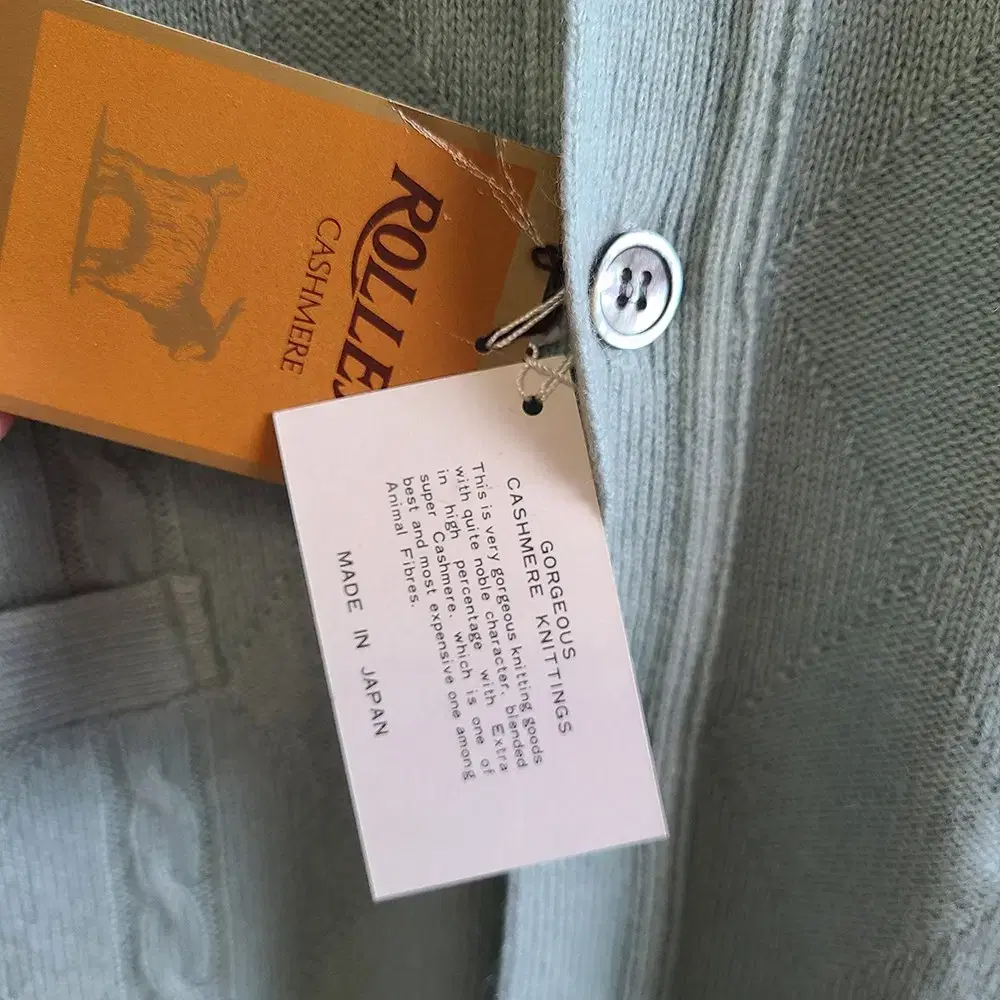 ROLLE
CASHMERE
GORGEOUS
CASHMERE KNITTINGS
This is very gorgeous knitting goods
with quite noble character, blended
in high percentage with Extra
super Cashmere, which is one of
best and most expensive one among
Animal Fibres.
MADE IN JAPAN